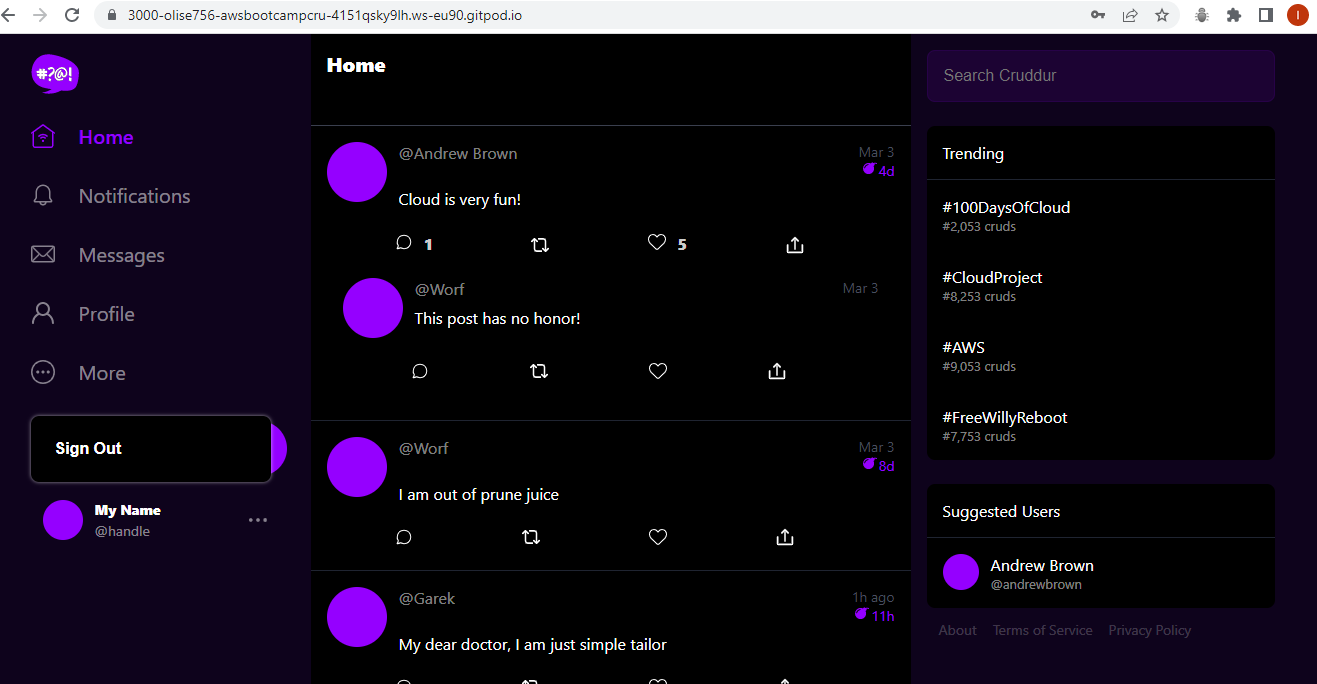 3000-olise756-awsbootcampcru-4151qsky9lh.ws-eu90.gitpod.io
I
#?@!
Home
Notifications
Messages
Profile
More
Sign Out
My Name
@handle
Home
@Andrew Brown
Mar 3
4d
Cloud is very fun!
1
5
@Worf
Mar 3
This post has no honor!
@Worf
Mar 3
8d
I am out of prune juice
@Garek
1h ago
11h
My dear doctor, I am just simple tailor
Search Cruddur
Trending
#100DaysOfCloud
#2,053 cruds
#CloudProject
#8,253 cruds
#AWS
#9,053 cruds
#FreeWillyReboot
#7,753 cruds
Suggested Users
Andrew Brown
@andrewbrown
About Terms of Service Privacy Policy